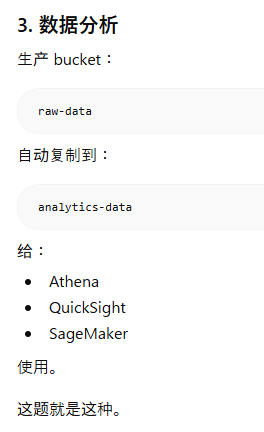 3. 数据分析
生产 bucket：
raw-data
自动复制到：
analytics-data
给：
• Athena
• QuickSight
• SageMaker
使用。
这题就是这种。